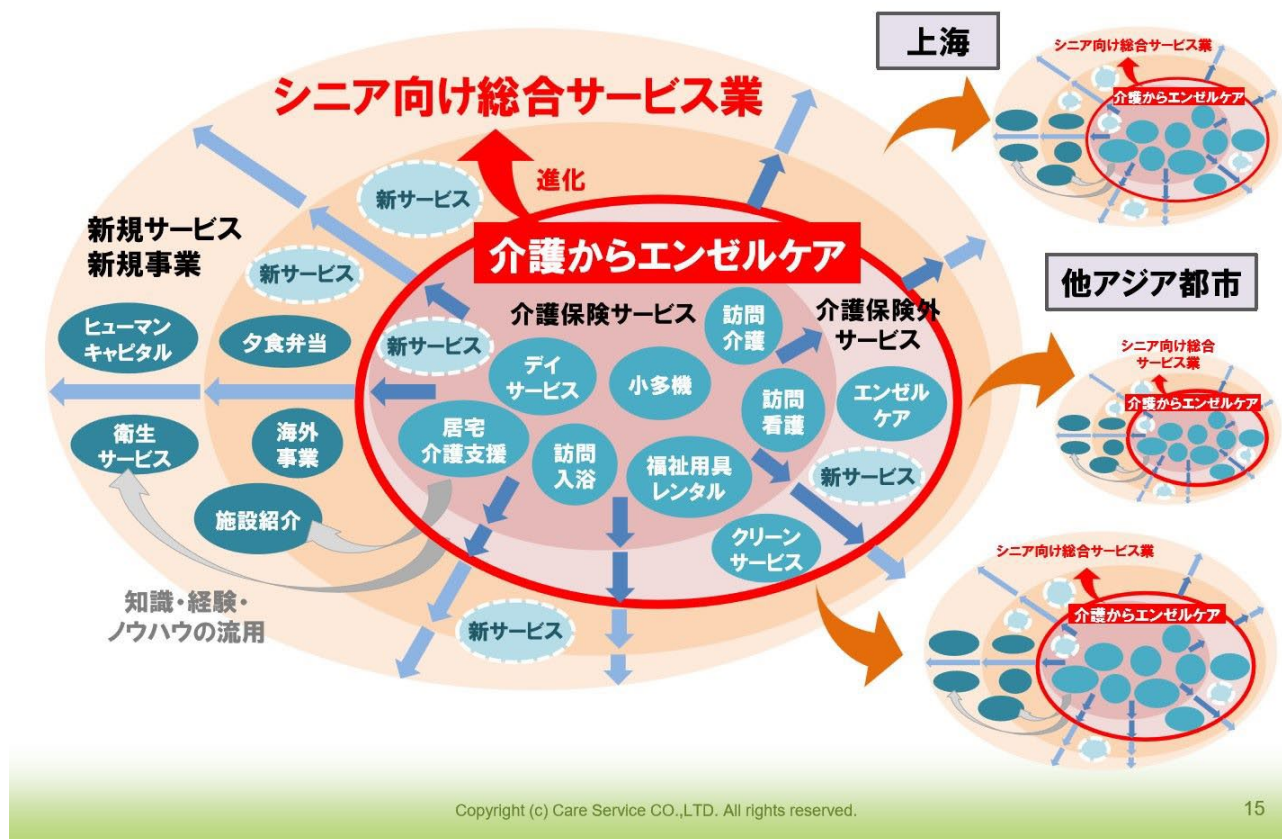 シニア向け総合サービス業
進化
新サービス
新規サービス
新規事業
介護からエンゼルケア
新サービス
介護保険サービス
訪問
介護
介護保険外
サービス
ヒューマン
キャピタル
夕食弁当
新サービス
デイ
サービス
小多機
訪問
看護
エンゼル
ケア
衛生
サービス
海外
事業
居宅
介護支援
訪問
入浴
福祉用具
レンタル
新サービス
施設紹介
クリーン
サービス
知識・経験・
ノウハウの流用
新サービス
上海
シニア向け総合サービス業
介護からエンゼルケア
他アジア都市
シニア向け総合
サービス業
介護からエンゼルケア
シニア向け総合サービス業
介護からエンゼルケア
Copyright (c) Care Service CO.,LTD. All rights reserved.
15